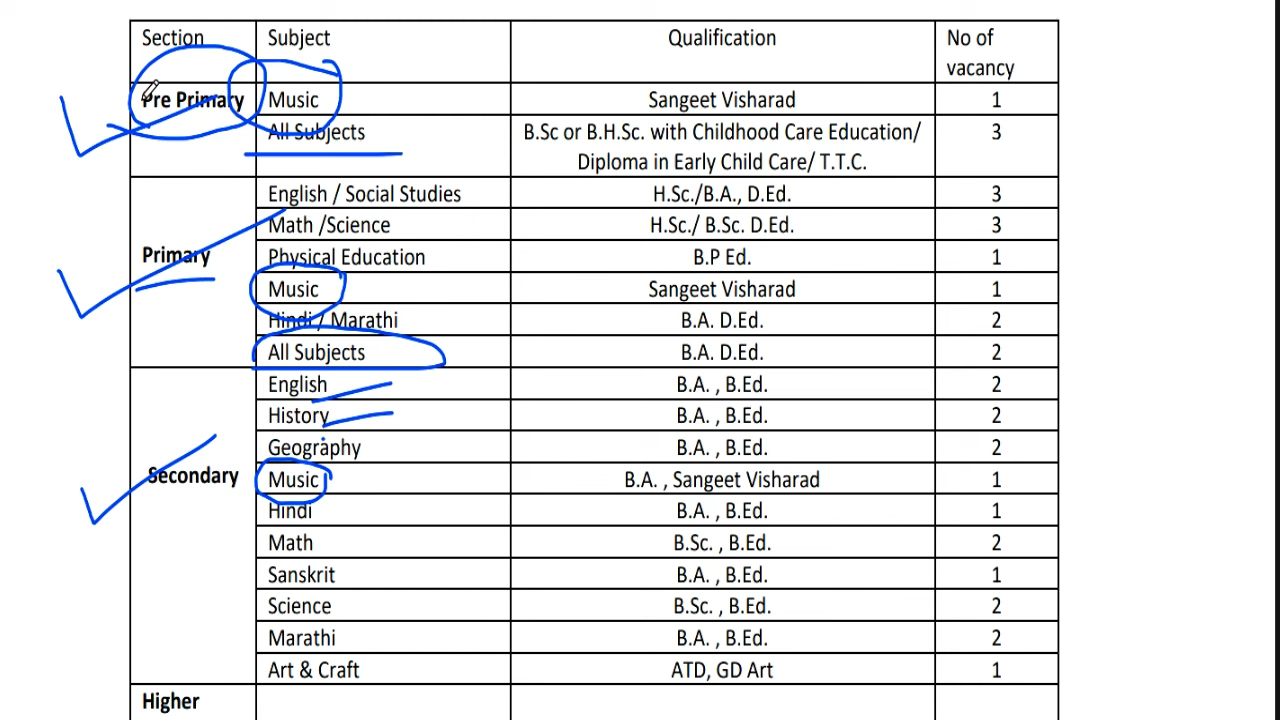 Section Subject Qualification No of
vacancy
Pre Primary Music Sangeet Visharad 1
All Subjects B.Sc or B.H.Sc. with Childhood Care Education/ 3
Diploma in Early Child Care/ T.T.C.
English / Social Studies H.Sc./B.A., D.Ed. 3
Math /Science H.Sc./ B.Sc. D.Ed. 3
Primary Physical Education B.P Ed. 1
Music Sangeet Visharad 1
Hindi / Marathi B.A. D.Ed. 2
All Subjects B.A. D.Ed. 2
English B.A. , B.Ed. 2
History B.A. , B.Ed. 2
Geography B.A. , B.Ed. 2
Secondary Music B.A. , Sangeet Visharad 1
Hindi B.A. , B.Ed. 1
Math B.Sc. , B.Ed. 2
Sanskrit B.A. , B.Ed. 1
Science B.Sc. , B.Ed. 2
Marathi B.A. , B.Ed. 2
Art & Craft ATD, GD Art 1
Higher